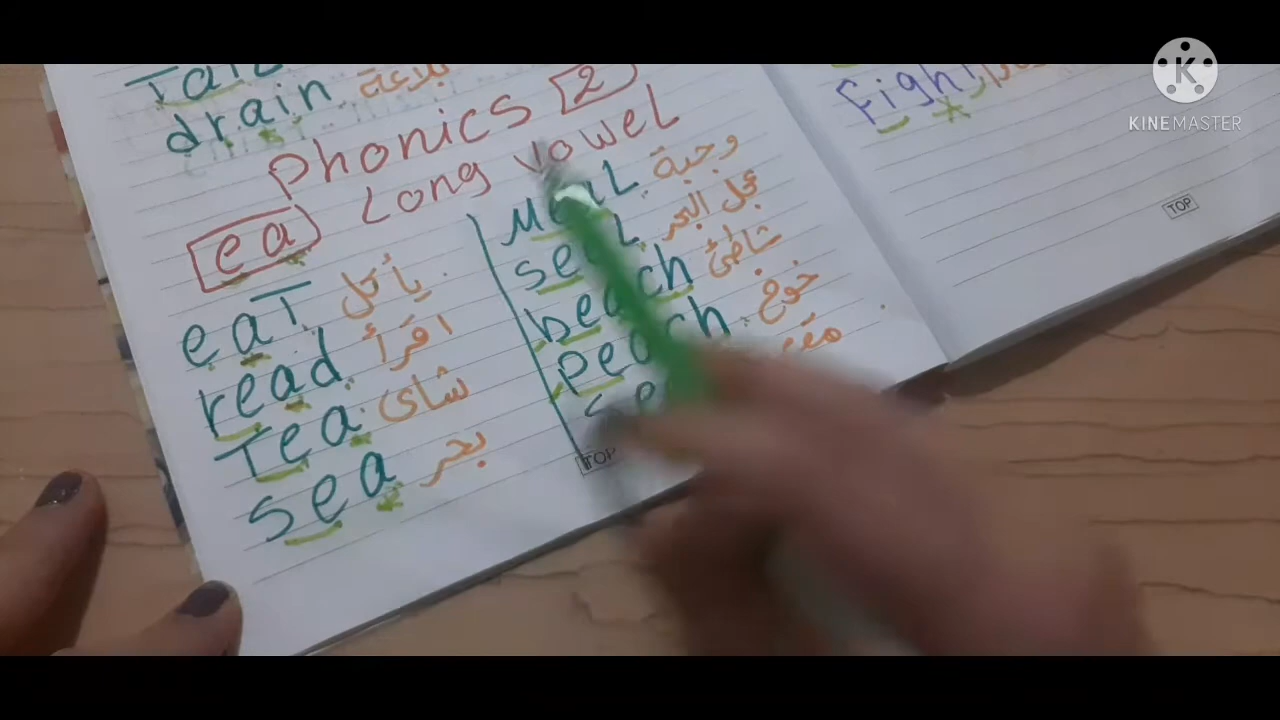 drain بلاعة
Phonics 2
Long Vowel
ea
eaT يأكل
read اقرأ
Tea شاى
sea بحر
Meal وجبة
seal عجل البحر
beach شاطئ
peach خوخ
TOP
Fight
TOP
KINEMASTER